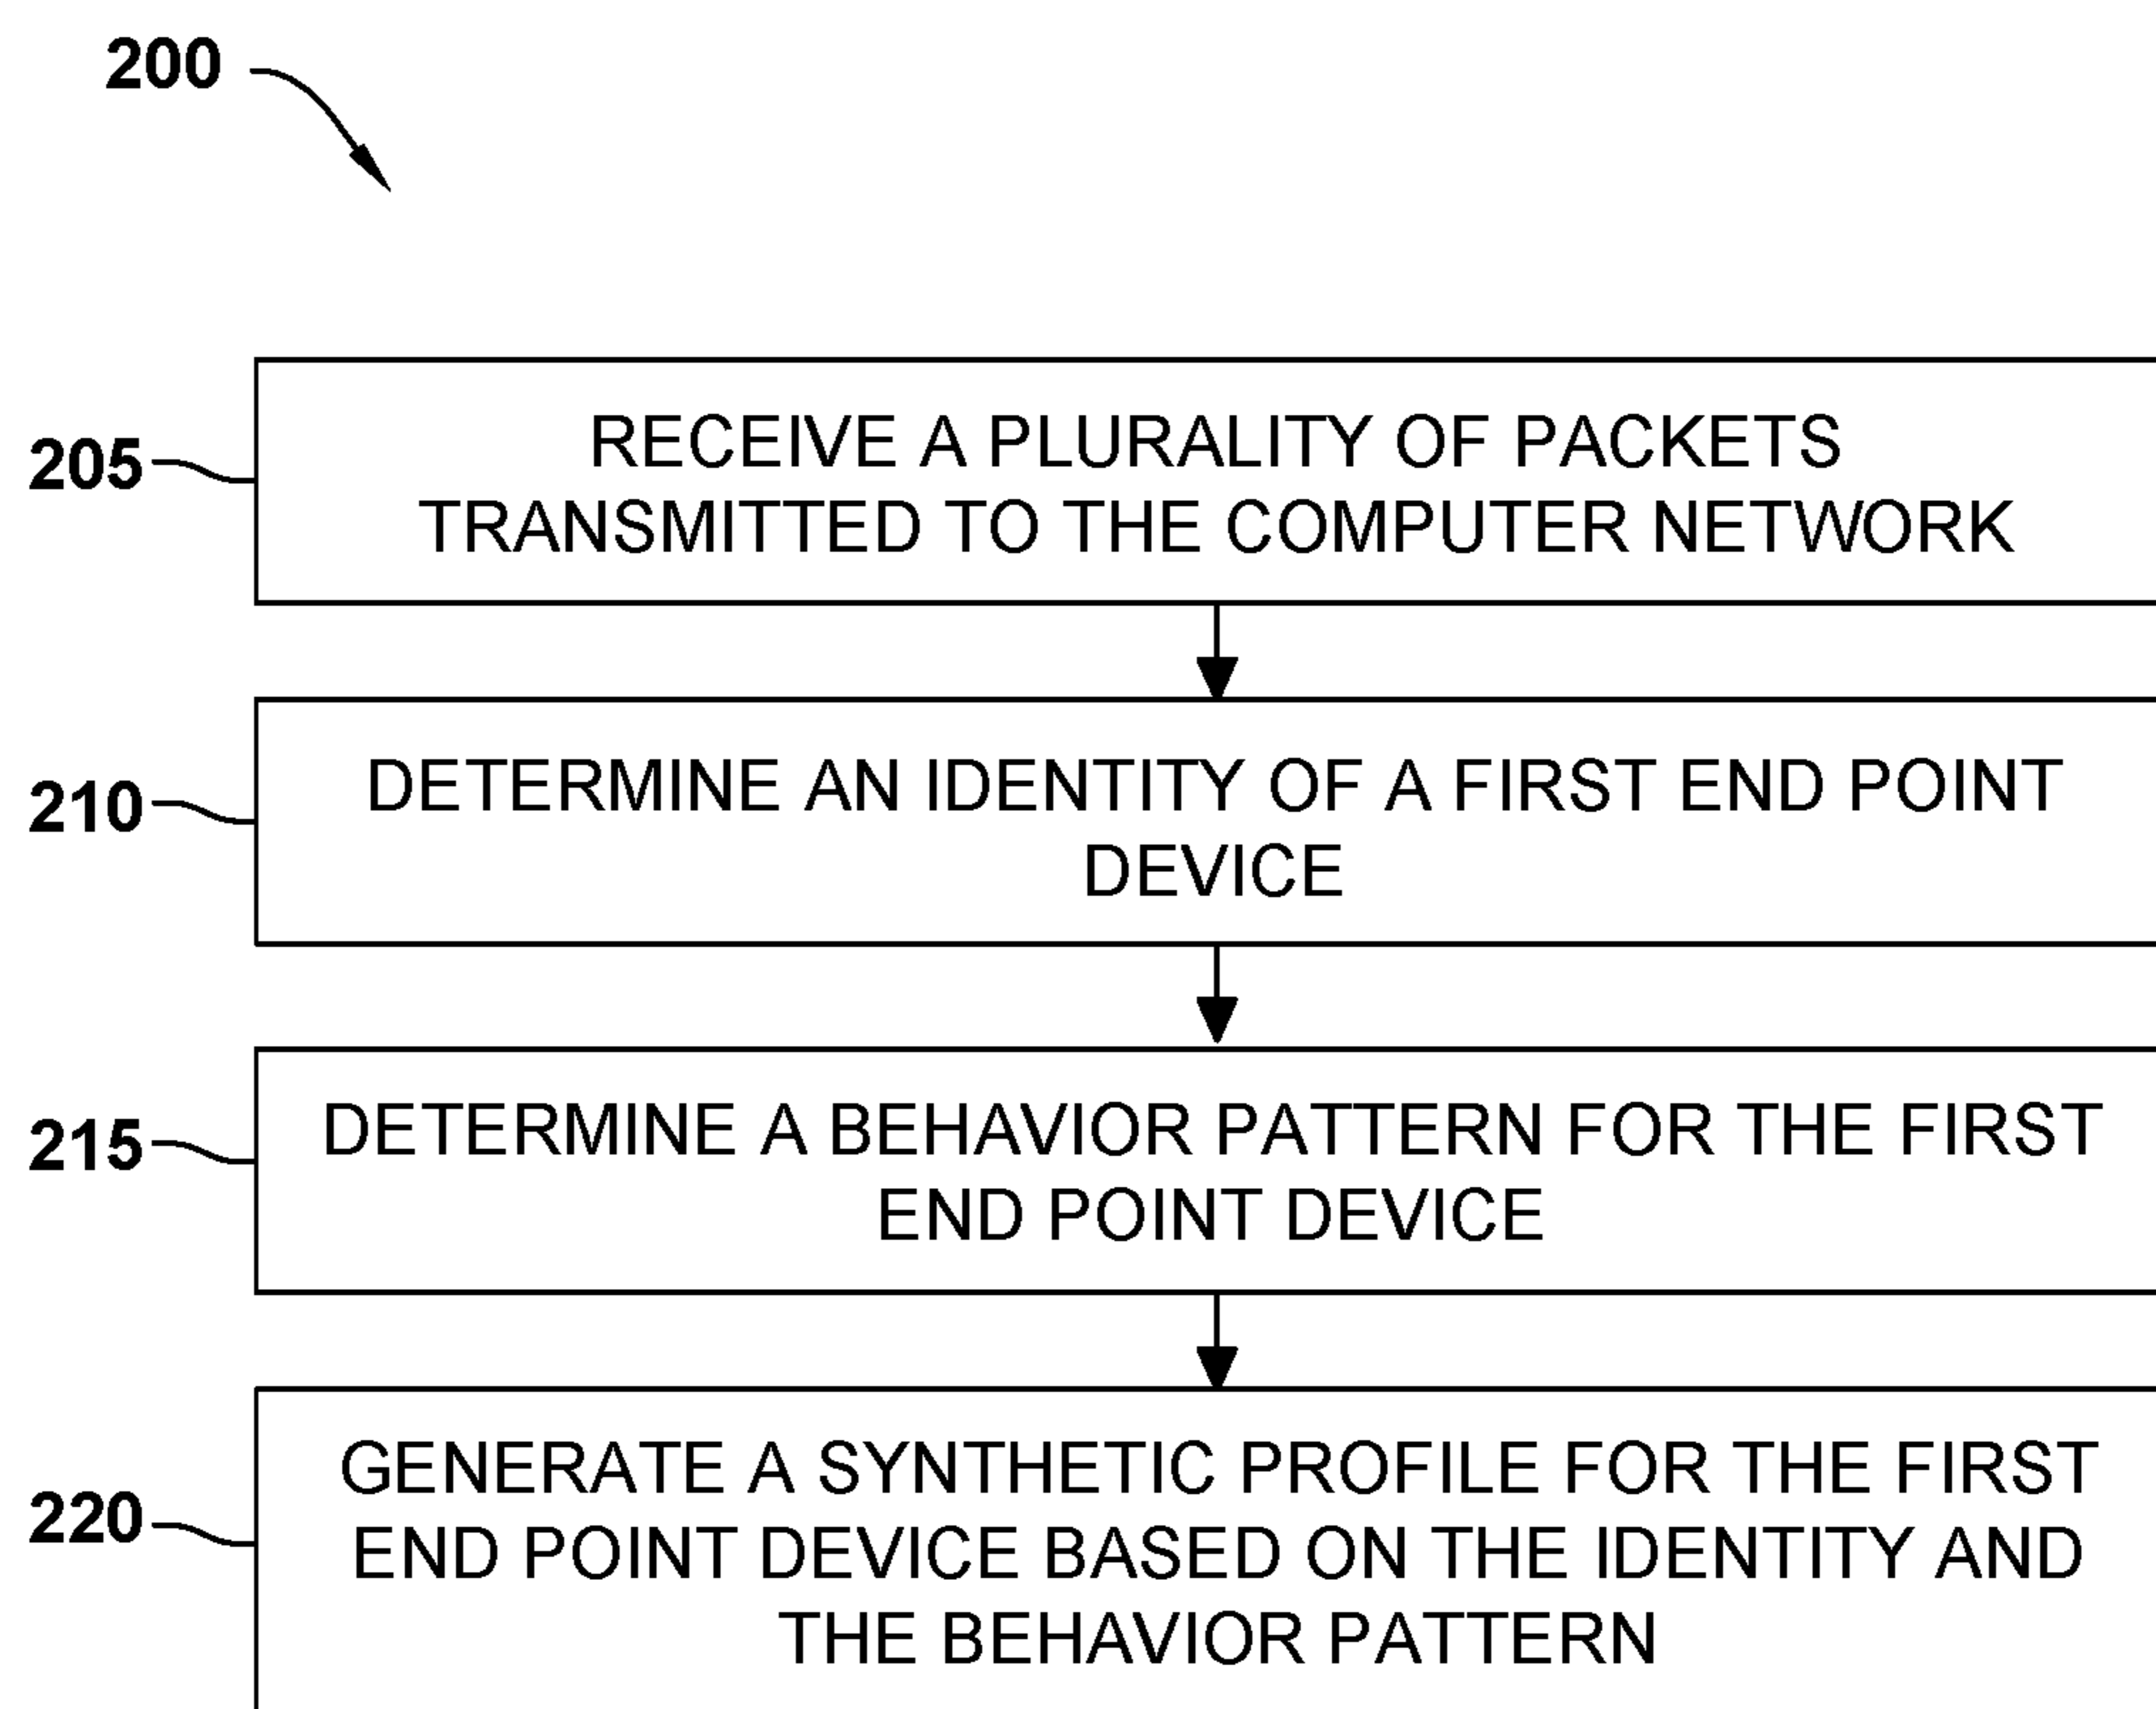 200
205
RECEIVE A PLURALITY OF PACKETS
TRANSMITTED TO THE COMPUTER NETWORK
210
DETERMINE AN IDENTITY OF A FIRST END POINT
DEVICE
215
DETERMINE A BEHAVIOR PATTERN FOR THE FIRST
END POINT DEVICE
220
GENERATE A SYNTHETIC PROFILE FOR THE FIRST
END POINT DEVICE BASED ON THE IDENTITY AND
THE BEHAVIOR PATTERN